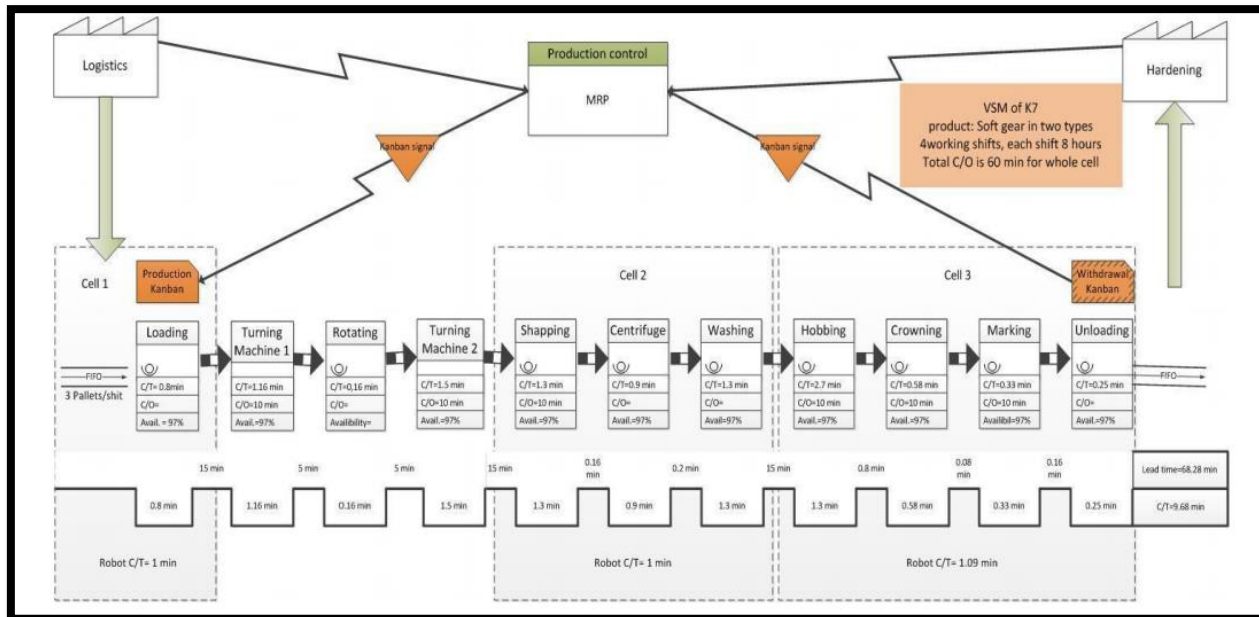 Logistics
Production control
MRP
Hardening
VSM of K7
product: Soft gear in two types
4working shifts, each shift 8 hours
Total C/O is 60 min for whole cell
Kanban signal
Kanban signal
Cell 1
Production
Kanban
Cell 2
Cell 3
Withdrawal
Kanban
FIFO
3 Pallets/shit
Loading
C/T= 0.8min
C/O=
Avail. = 97%
Turning
Machine 1
C/T=1.16 min
C/O=10 min
Avail.=97%
Rotating
C/T=0,16 min
C/O=
Availibility=
Turning
Machine 2
C/T=1.5 min
C/O=10 min
Avail.=97%
Shapping
C/T=1.3 min
C/O=10 min
Avail.=97%
Centrifuge
C/T=0.9 min
C/O=
Avail.=97%
Washing
C/T=1.3 min
C/O=
Avail=97%
Hobbing
C/T=2.7 min
C/O=10 min
Avail.=97%
Crowning
C/T=0.58 min
C/O=10 min
Avail.=97%
Marking
C/T=0.33 min
C/O=10 min
Availibil=97%
Unloading
C/T=0.25 min
C/O=
Avail.=97%
FIFO
15 min
5 min
5 min
15 min
0.16
min
0.2 min
15 min
0.8 min
0.08
min
0.16
min
Lead time=68.28 min
0.8 min
1.16 min
0.16 min
1.5 min
1.3 min
0.9 min
1.3 min
1.3 min
0.58 min
0.33 min
0.25 min
C/T=9.68 min
Robot C/T= 1 min
Robot C/T= 1 min
Robot C/T= 1.09 min